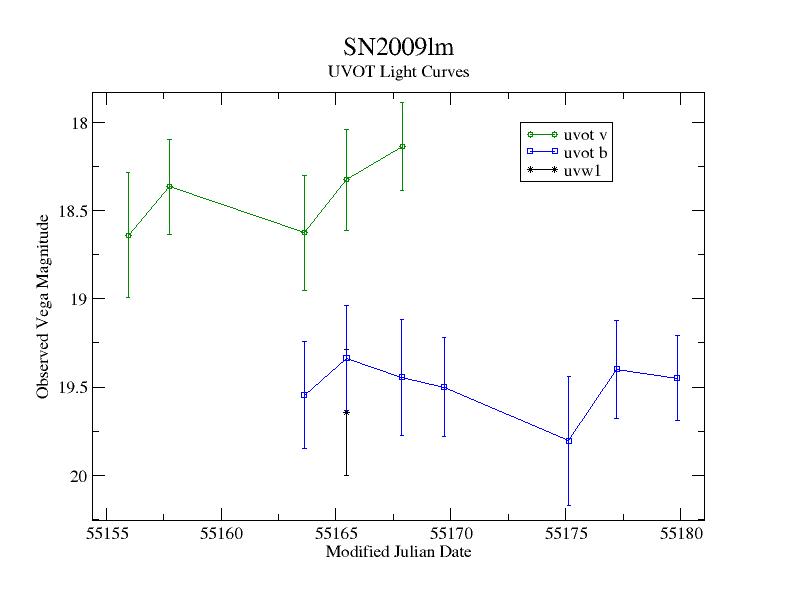 SN2009lm
UVOT Light Curves
uvot v
uvot b
uvw1
Observed Vega Magnitude
18
18.5
19
19.5
20
55155 55160 55165 55170 55175 55180
Modified Julian Date